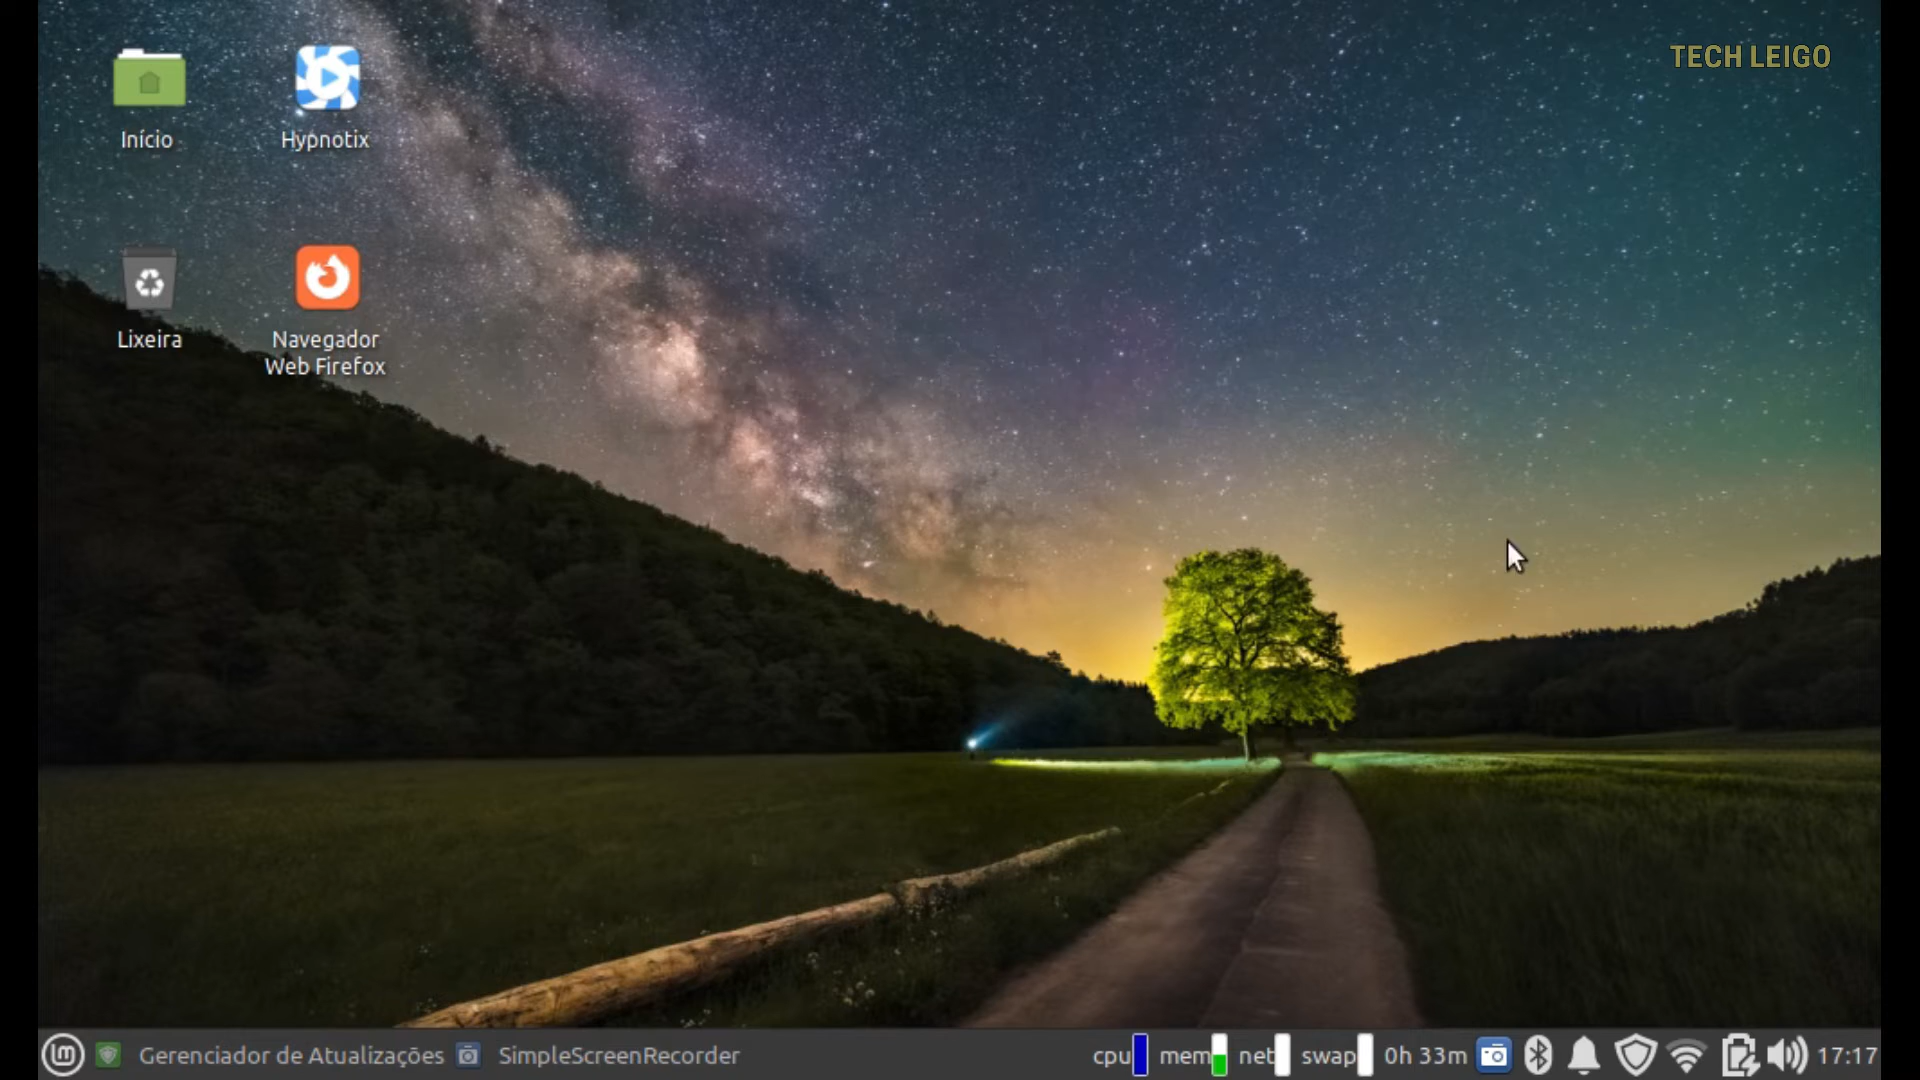 TECH LEIGO
Início
Hypnotix
Lixeira
Navegador
Web Firefox
Gerenciador de Atualizações
SimpleScreenRecorder
cpu
mem
net
swap
0h 33m
17:17